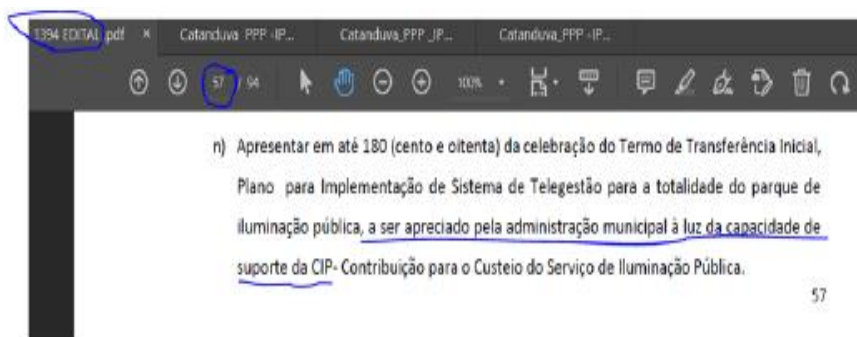 1394 EDITAL .pdf × Catanduva PPP -IP... Catanduva_PPP _IP... Catanduva_PPP -IP...
57 / 94 100%
n) Apresentar em até 180 (cento e oitenta) da celebração do Termo de Transferência Inicial,
Plano para Implementação de Sistema de Telegestão para a totalidade do parque de
iluminação pública, a ser apreciado pela administração municipal à luz da capacidade de
suporte da CIP- Contribuição para o Custeio do Serviço de Iluminação Pública.
57